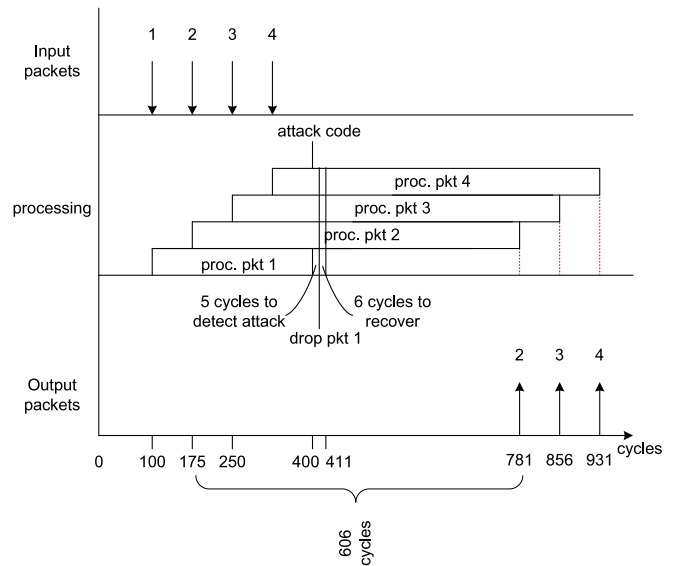 Input
packets
1 2 3 4
attack code
processing
proc. pkt 4
proc. pkt 3
proc. pkt 2
proc. pkt 1
5 cycles to
detect attack
6 cycles to
recover
drop pkt 1
Output
packets
2 3 4
cycles
0 100 175 250 400 411 781 856 931
606
cycles